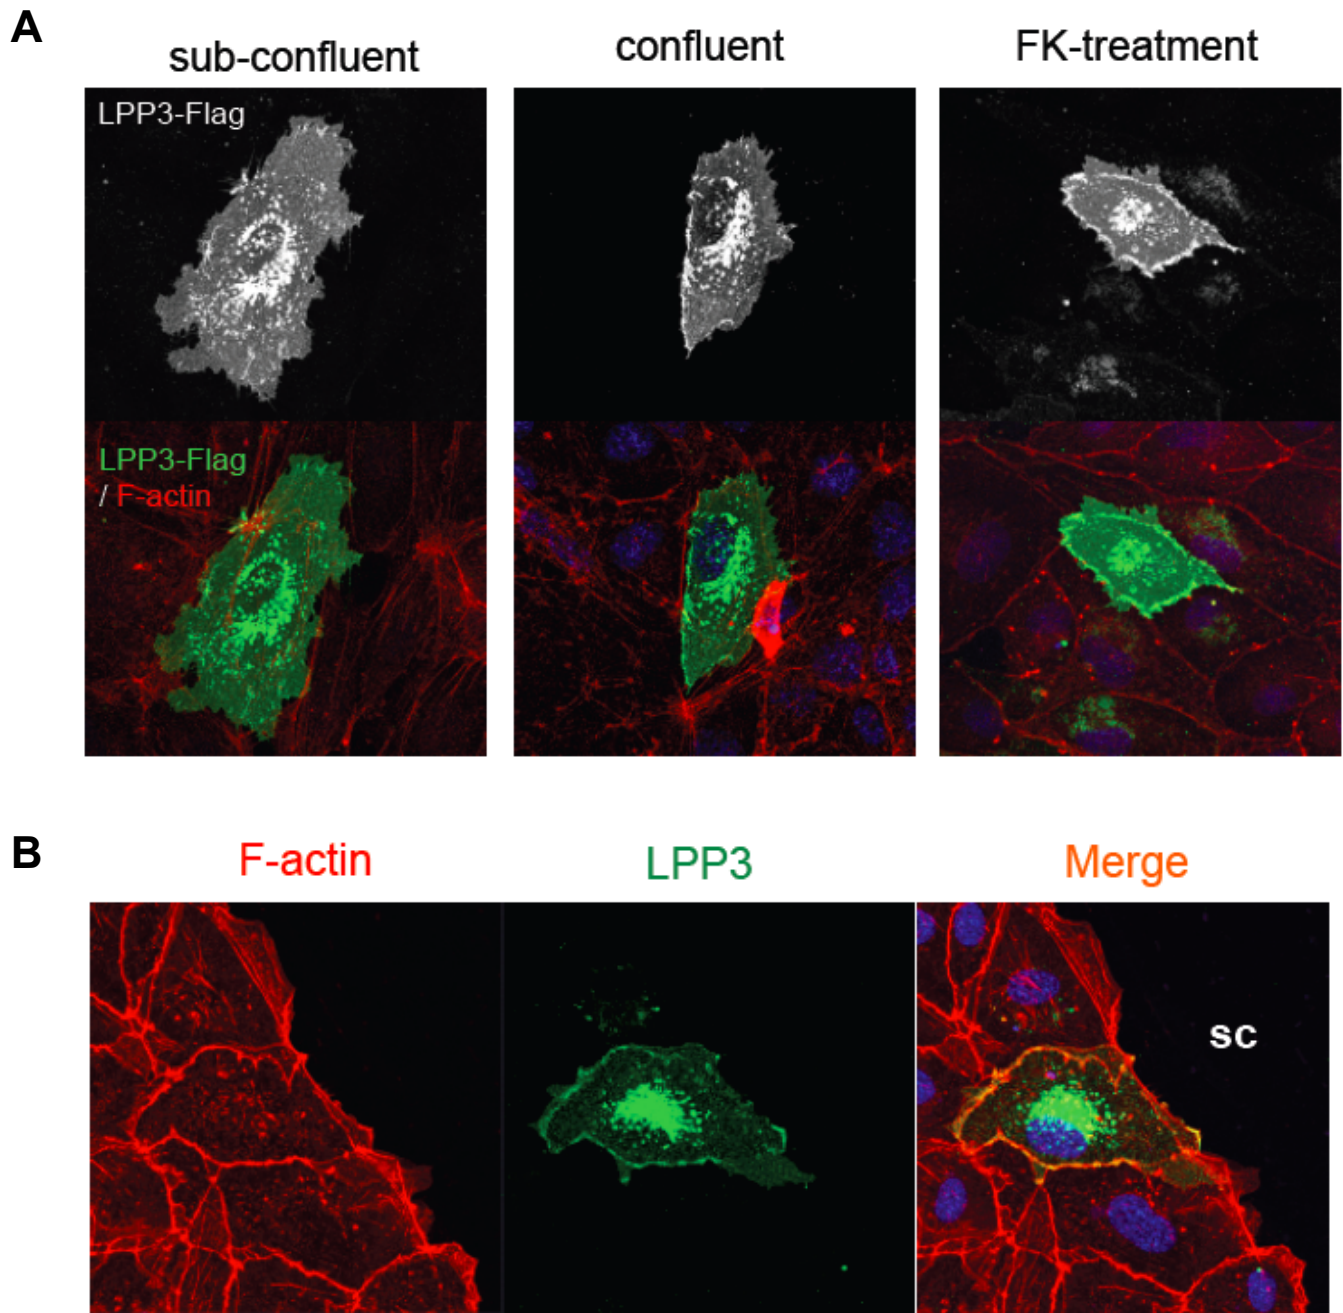 A
sub-confluent
confluent
FK-treatment
LPP3-Flag
LPP3-Flag
/ F-actin
B
F-actin
LPP3
Merge
sc